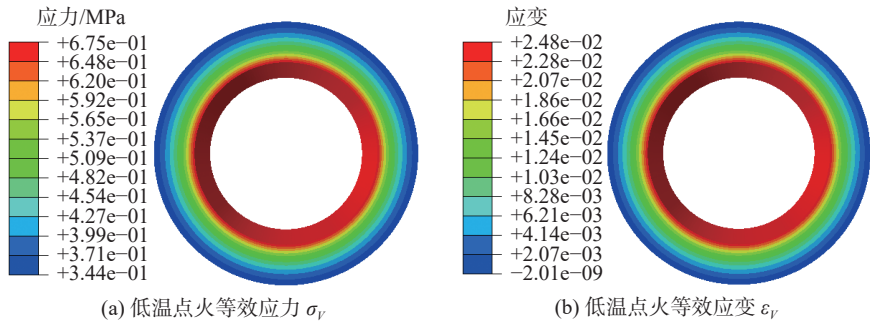 应力/MPa
+6.75e−01
+6.48e−01
+6.20e−01
+5.92e−01
+5.65e−01
+5.37e−01
+5.09e−01
+4.82e−01
+4.54e−01
+4.27e−01
+3.99e−01
+3.71e−01
+3.44e−01
(a) 低温点火等效应力 σV
应变
+2.48e−02
+2.28e−02
+2.07e−02
+1.86e−02
+1.66e−02
+1.45e−02
+1.24e−02
+1.03e−02
+8.28e−03
+6.21e−03
+4.14e−03
+2.07e−03
−2.01e−09
(b) 低温点火等效应变 εV